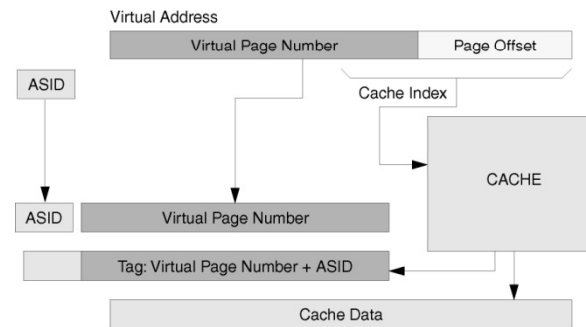 Virtual Address
Virtual Page Number
Page Offset
ASID
Cache Index
CACHE
ASID
Virtual Page Number
Tag: Virtual Page Number + ASID
Cache Data